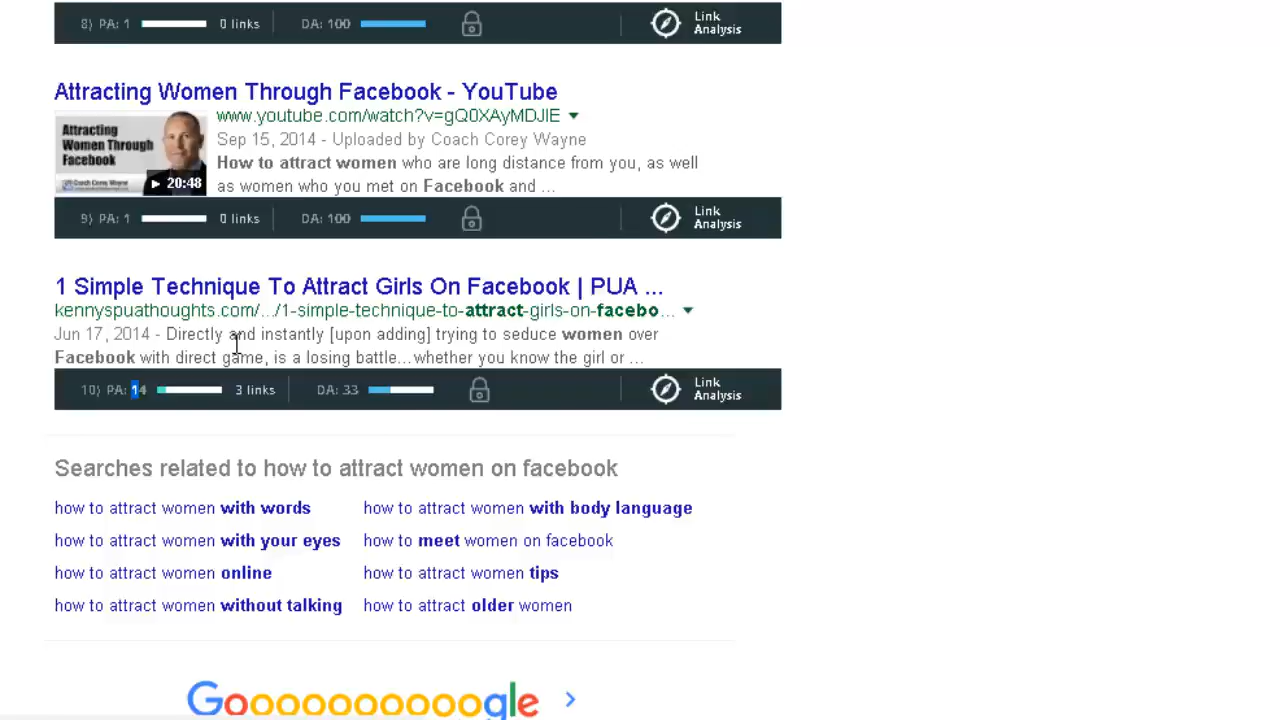 8) PA: 1 0 links DA: 100 Link Analysis
Attracting Women Through Facebook - YouTube
www.youtube.com/watch?v=gQ0XAyMDJIE
Sep 15, 2014 - Uploaded by Coach Corey Wayne
How to attract women who are long distance from you, as well
as women who you met on Facebook and ...
Attracting
Women Through
Facebook
Coach Corey Wayne
20:48
9) PA: 1 0 links DA: 100 Link Analysis
1 Simple Technique To Attract Girls On Facebook | PUA ...
kennyspuathoughts.com/.../1-simple-technique-to-attract-girls-on-facebo...
Jun 17, 2014 - Directly and instantly [upon adding] trying to seduce women over
Facebook with direct game, is a losing battle...whether you know the girl or ...
10) PA: 14 3 links DA: 33 Link Analysis
Searches related to how to attract women on facebook
how to attract women with words
how to attract women with body language
how to attract women with your eyes
how to meet women on facebook
how to attract women online
how to attract women tips
how to attract women without talking
how to attract older women
Goooooooooogle